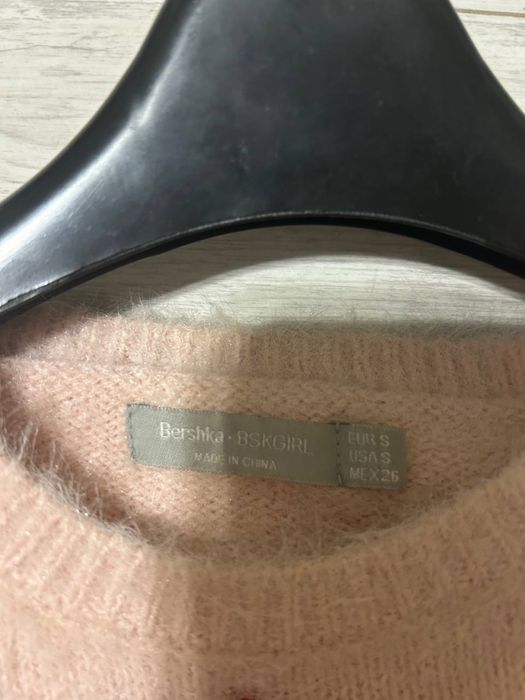 Bershka · BSKGIRL
MADE IN CHINA
EUR S
USA S
MEX 26